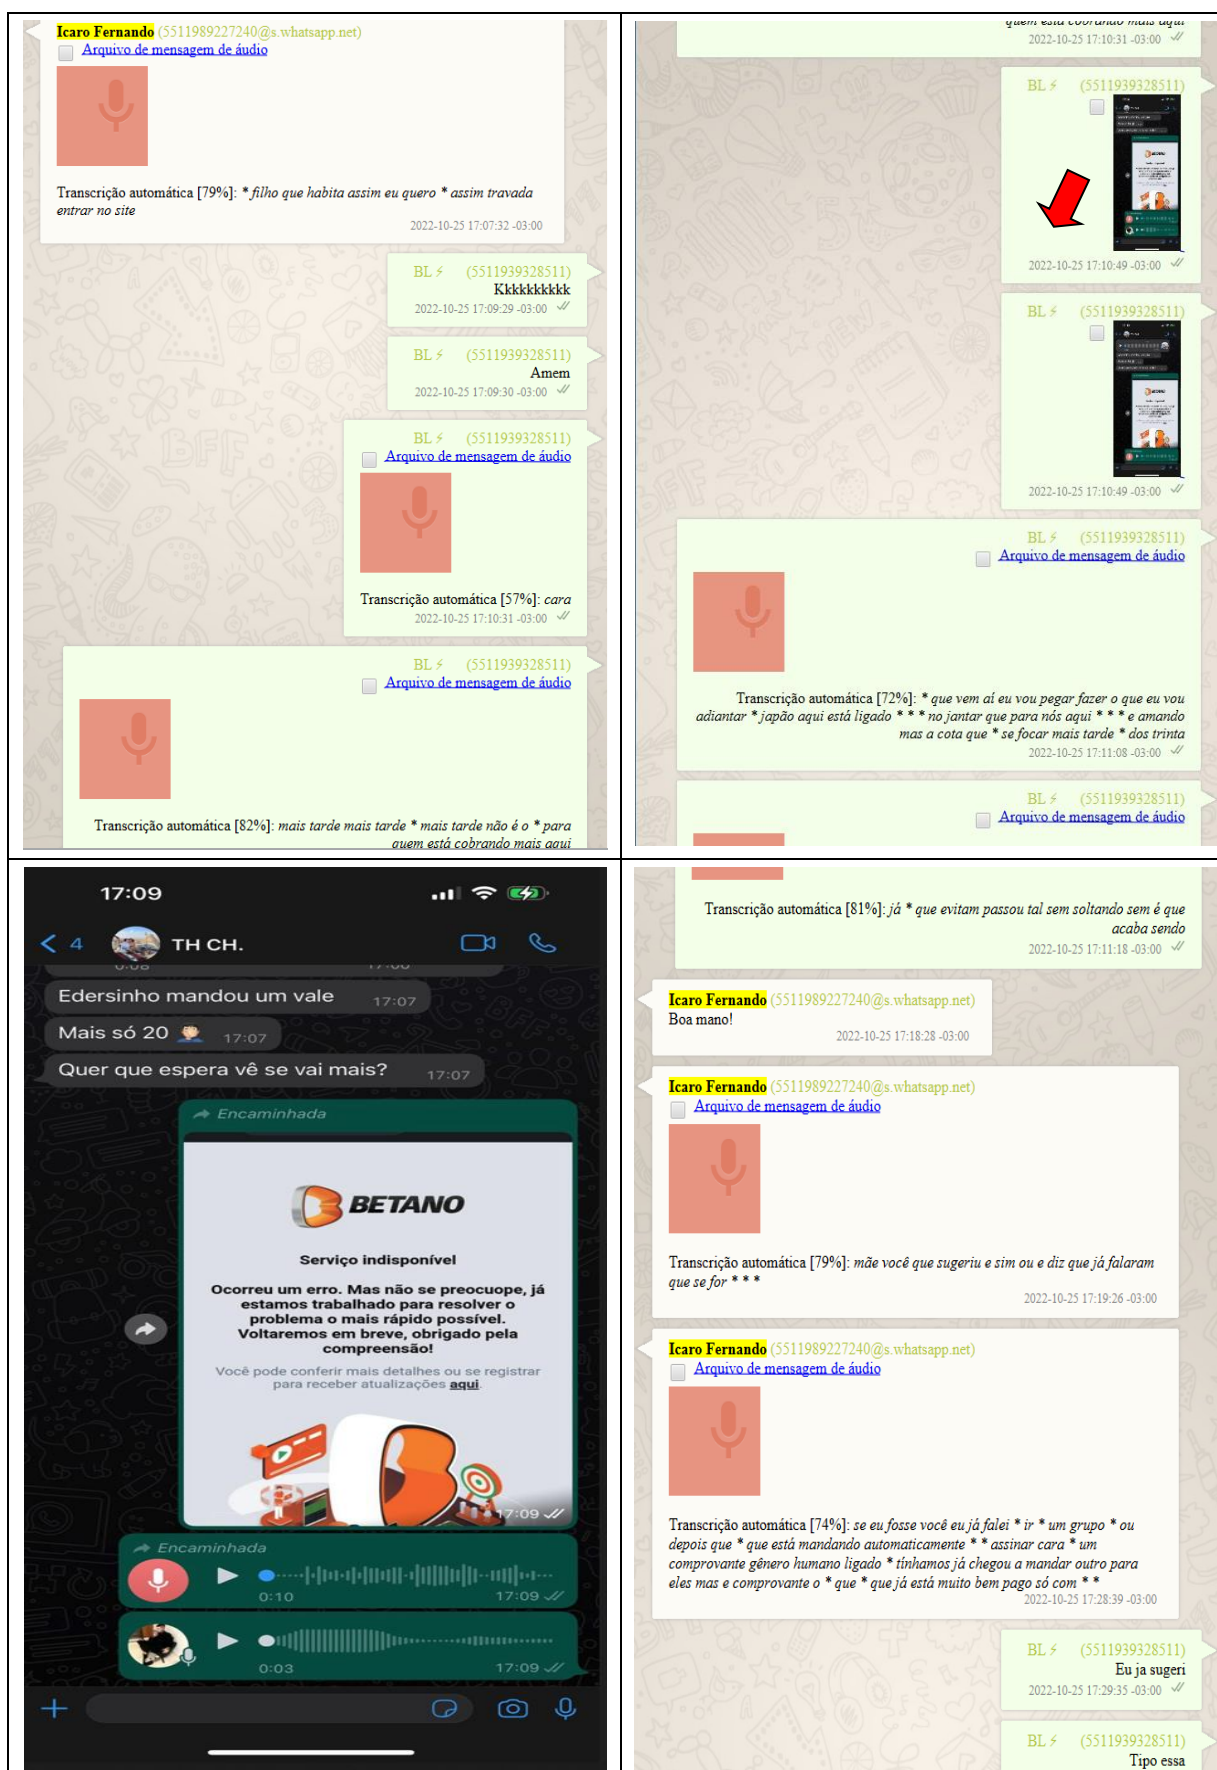 Icaro Fernando (5511989227240@s.whatsapp.net)
Arquivo de mensagem de áudio
Transcrição automática [79%]: * filho que habita assim eu quero * assim travada
entrar no site
2022-10-25 17:07:32 -03:00
BL⚡ (5511939328511)
Kkkkkkkkkk
2022-10-25 17:09:29 -03:00
BL⚡ (5511939328511)
Amem
2022-10-25 17:09:30 -03:00
BL⚡ (5511939328511)
Arquivo de mensagem de áudio
Transcrição automática [57%]: cara
2022-10-25 17:10:31 -03:00
BL⚡ (5511939328511)
Arquivo de mensagem de áudio
Transcrição automática [82%]: mais tarde mais tarde * mais tarde não é o * para
quem está cobrando mais aqui
quem está cobrando mais aqui
2022-10-25 17:10:31 -03:00
BL⚡ (5511939328511)
2022-10-25 17:10:49 -03:00
BL⚡ (5511939328511)
2022-10-25 17:10:49 -03:00
BL⚡ (5511939328511)
Arquivo de mensagem de áudio
Transcrição automática [72%]: * que vem aí eu vou pegar fazer o que eu vou
adiantar * japão aqui está ligado * * * no jantar que para nós aqui * * * e amando
mas a cota que * se focar mais tarde * dos trinta
2022-10-25 17:11:08 -03:00
BL⚡ (5511939328511)
Arquivo de mensagem de áudio
17:09
4 TH CH.
0:08 17:06
Edersinho mandou um vale 17:07
Mais só 20 🤦🏻‍♂️ 17:07
Quer que espera vê se vai mais? 17:07
Encaminhada
BETANO
Serviço indisponível
Ocorreu um erro. Mas não se preocuope, já
estamos trabalhado para resolver o
problema o mais rápido possível.
Voltaremos em breve, obrigado pela
compreensão!
Você pode conferir mais detalhes ou se registrar
para receber atualizações aqui.
17:09
Encaminhada
0:10 17:09
0:03 17:09
Transcrição automática [81%]: já * que evitam passou tal sem soltando sem é que
acaba sendo
2022-10-25 17:11:18 -03:00
Icaro Fernando (5511989227240@s.whatsapp.net)
Boa mano!
2022-10-25 17:18:28 -03:00
Icaro Fernando (5511989227240@s.whatsapp.net)
Arquivo de mensagem de áudio
Transcrição automática [79%]: mãe você que sugeriu e sim ou e diz que já falaram
que se for * * *
2022-10-25 17:19:26 -03:00
Icaro Fernando (5511989227240@s.whatsapp.net)
Arquivo de mensagem de áudio
Transcrição automática [74%]: se eu fosse você eu já falei * ir * um grupo * ou
depois que * que está mandando automaticamente * * assinar cara * um
comprovante gênero humano ligado * tínhamos já chegou a mandar outro para
eles mas e comprovante o * que * que já está muito bem pago só com * *
2022-10-25 17:28:39 -03:00
BL⚡ (5511939328511)
Eu ja sugeri
2022-10-25 17:29:35 -03:00
BL⚡ (5511939328511)
Tipo essa